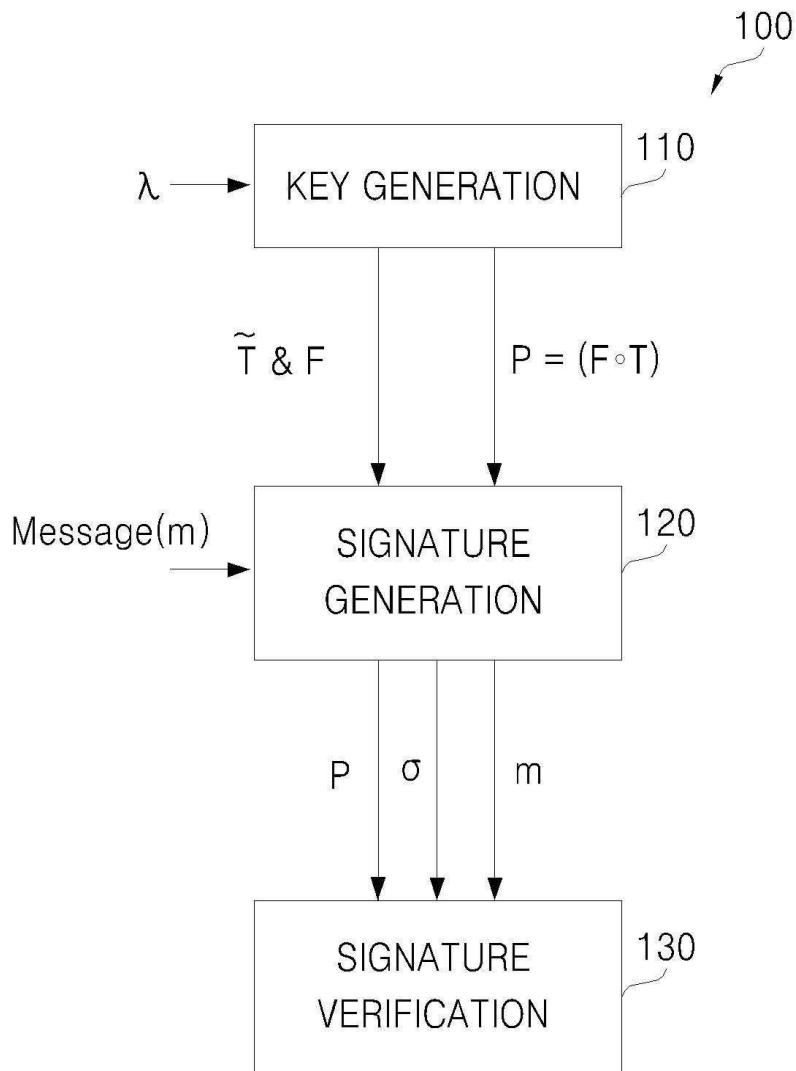 100
110
λ
KEY GENERATION
T̃ & F
P = (F∘T)
120
Message(m)
SIGNATURE
GENERATION
P
σ
m
130
SIGNATURE
VERIFICATION